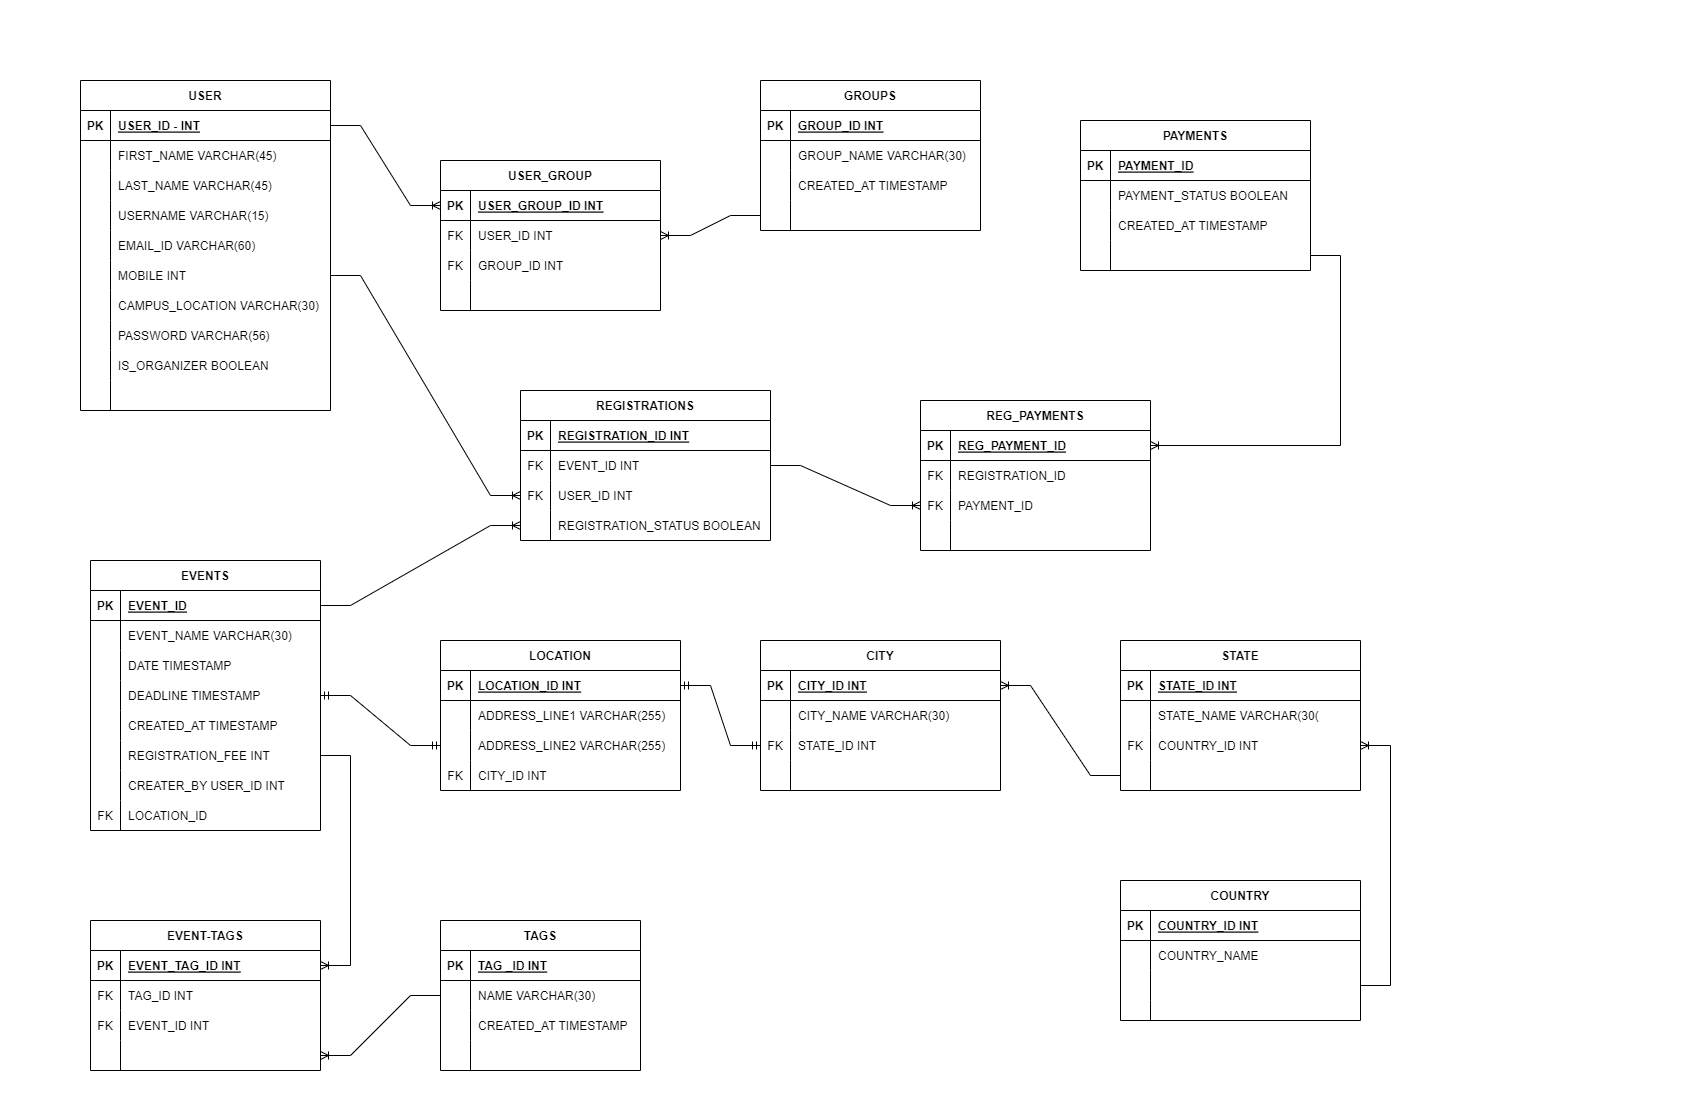 USER
PK USER_ID - INT
FIRST_NAME VARCHAR(45)
LAST_NAME VARCHAR(45)
USERNAME VARCHAR(15)
EMAIL_ID VARCHAR(60)
MOBILE INT
CAMPUS_LOCATION VARCHAR(30)
PASSWORD VARCHAR(56)
IS_ORGANIZER BOOLEAN
USER_GROUP
PK USER_GROUP_ID INT
FK USER_ID INT
FK GROUP_ID INT
GROUPS
PK GROUP_ID INT
GROUP_NAME VARCHAR(30)
CREATED_AT TIMESTAMP
PAYMENTS
PK PAYMENT_ID
PAYMENT_STATUS BOOLEAN
CREATED_AT TIMESTAMP
REGISTRATIONS
PK REGISTRATION_ID INT
FK EVENT_ID INT
FK USER_ID INT
REGISTRATION_STATUS BOOLEAN
REG_PAYMENTS
PK REG_PAYMENT_ID
FK REGISTRATION_ID
FK PAYMENT_ID
EVENTS
PK EVENT_ID
EVENT_NAME VARCHAR(30)
DATE TIMESTAMP
DEADLINE TIMESTAMP
CREATED_AT TIMESTAMP
REGISTRATION_FEE INT
CREATER_BY USER_ID INT
FK LOCATION_ID
LOCATION
PK LOCATION_ID INT
ADDRESS_LINE1 VARCHAR(255)
ADDRESS_LINE2 VARCHAR(255)
FK CITY_ID INT
CITY
PK CITY_ID INT
CITY_NAME VARCHAR(30)
FK STATE_ID INT
STATE
PK STATE_ID INT
STATE_NAME VARCHAR(30(
FK COUNTRY_ID INT
COUNTRY
PK COUNTRY_ID INT
COUNTRY_NAME
EVENT-TAGS
PK EVENT_TAG_ID INT
FK TAG_ID INT
FK EVENT_ID INT
TAGS
PK TAG _ID INT
NAME VARCHAR(30)
CREATED_AT TIMESTAMP